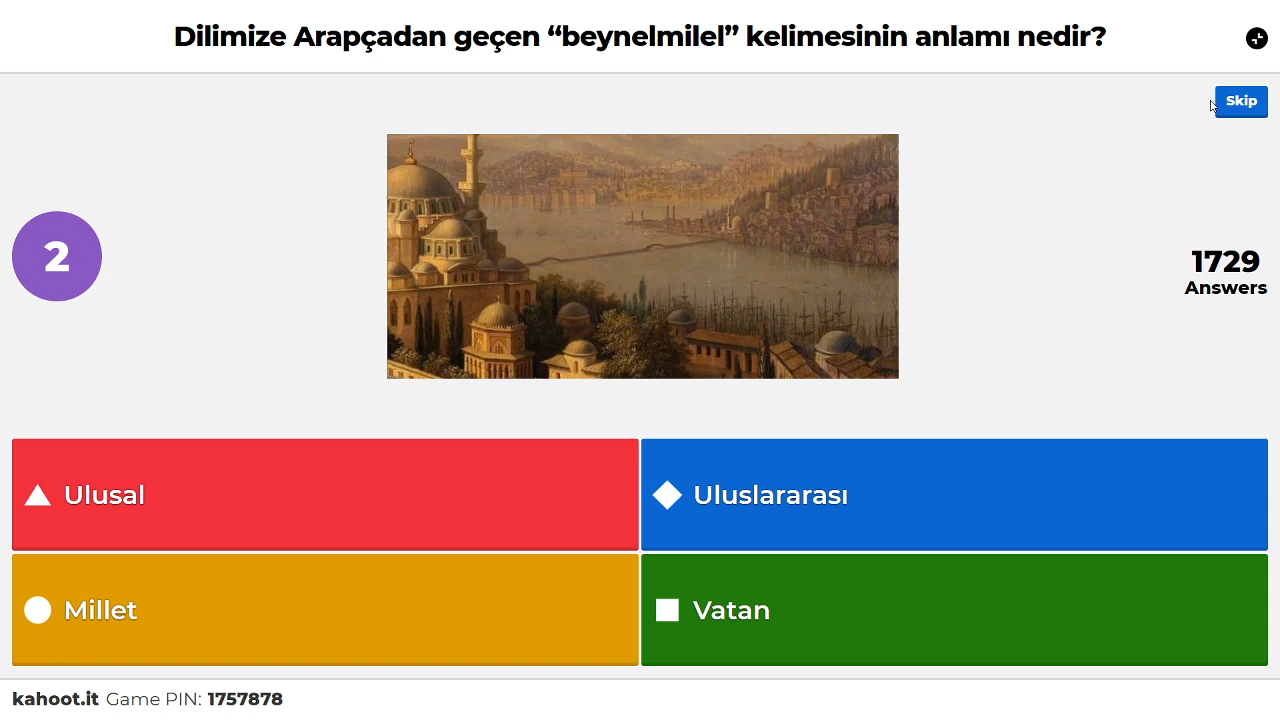 Dilimize Arapçadan geçen “beynelmilel” kelimesinin anlamı nedir?
Skip
2
1729
Answers
Ulusal
Uluslararası
Millet
Vatan
kahoot.it Game PIN: 1757878